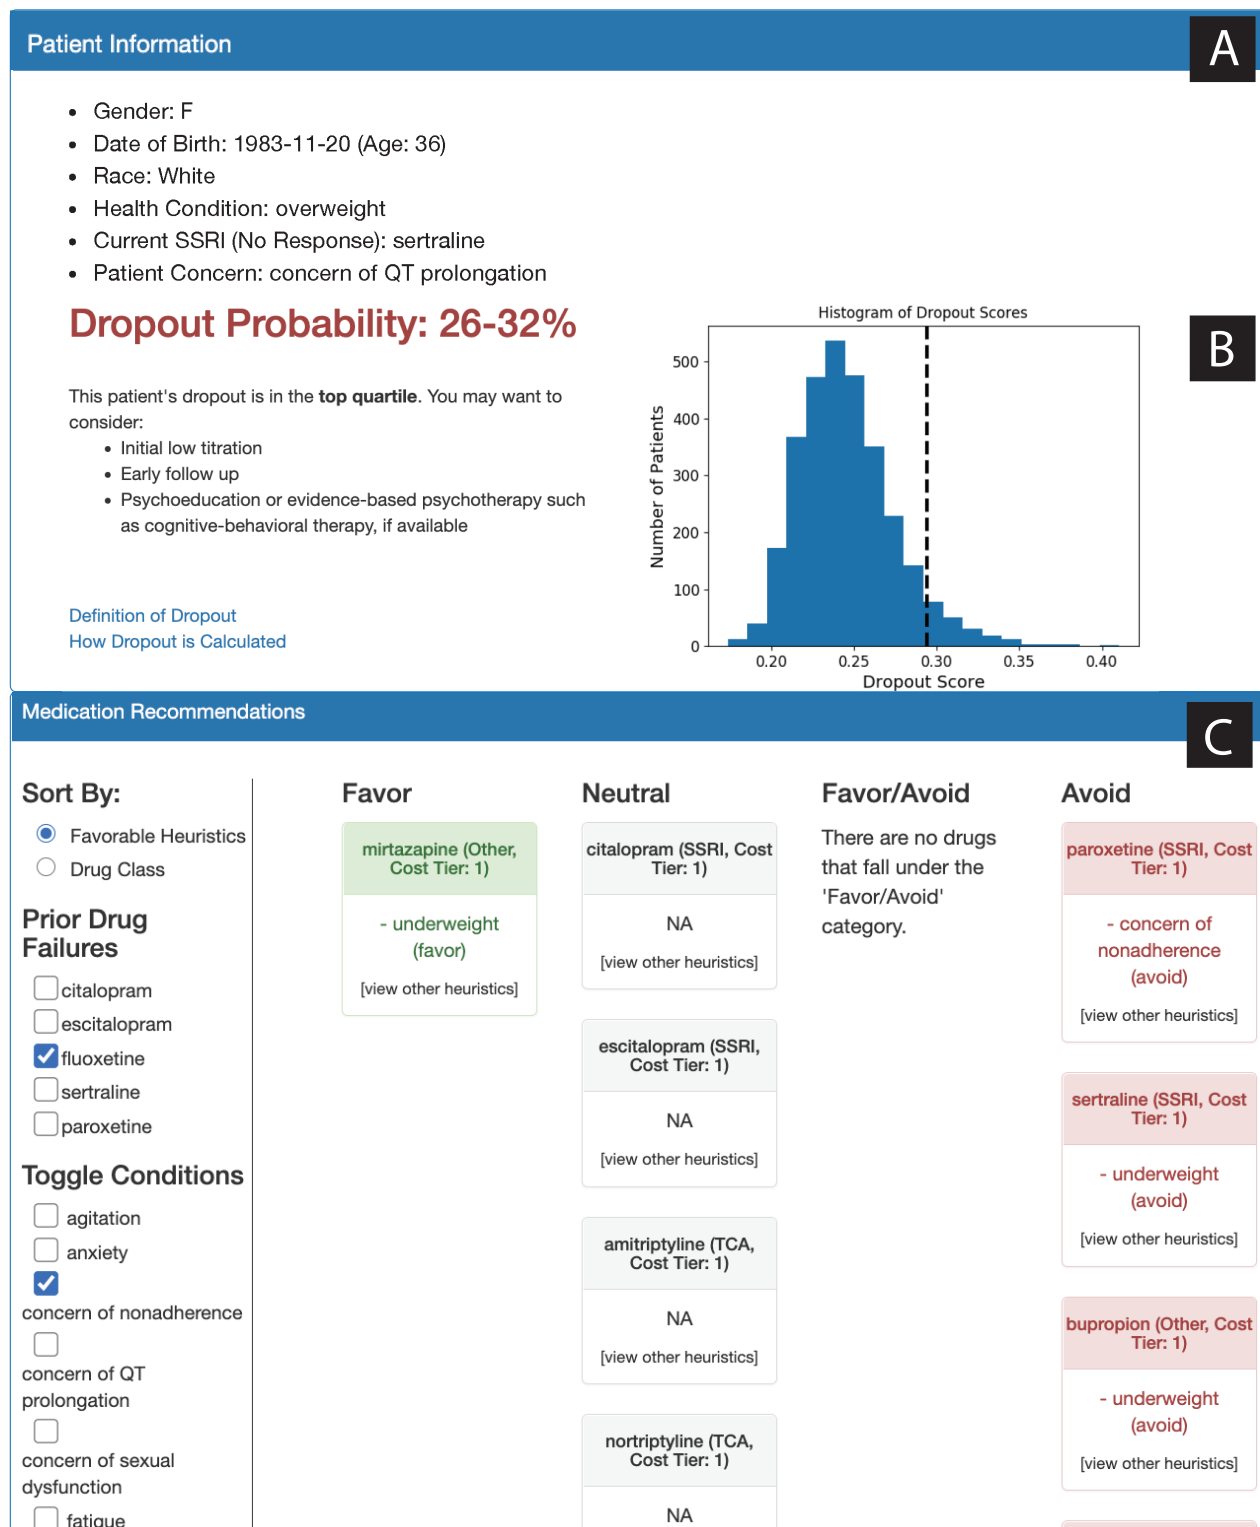 Patient Information
A
• Gender: F
• Date of Birth: 1983-11-20 (Age: 36)
• Race: White
• Health Condition: overweight
• Current SSRI (No Response): sertraline
• Patient Concern: concern of QT prolongation
Dropout Probability: 26-32%
This patient's dropout is in the top quartile. You may want to
consider:
• Initial low titration
• Early follow up
• Psychoeducation or evidence-based psychotherapy such
as cognitive-behavioral therapy, if available
Definition of Dropout
How Dropout is Calculated
B
Histogram of Dropout Scores
Number of Patients
500
400
300
200
100
0
0.20 0.25 0.30 0.35 0.40
Dropout Score
Medication Recommendations
C
Sort By:
Favorable Heuristics
Drug Class
Prior Drug
Failures
citalopram
escitalopram
fluoxetine
sertraline
paroxetine
Toggle Conditions
agitation
anxiety
concern of nonadherence
concern of QT
prolongation
concern of sexual
dysfunction
fatigue
Favor
mirtazapine (Other,
Cost Tier: 1)
- underweight
(favor)
[view other heuristics]
Neutral
citalopram (SSRI, Cost
Tier: 1)
NA
[view other heuristics]
escitalopram (SSRI,
Cost Tier: 1)
NA
[view other heuristics]
amitriptyline (TCA,
Cost Tier: 1)
NA
[view other heuristics]
nortriptyline (TCA,
Cost Tier: 1)
NA
Favor/Avoid
There are no drugs
that fall under the
'Favor/Avoid'
category.
Avoid
paroxetine (SSRI, Cost
Tier: 1)
- concern of
nonadherence
(avoid)
[view other heuristics]
sertraline (SSRI, Cost
Tier: 1)
- underweight
(avoid)
[view other heuristics]
bupropion (Other, Cost
Tier: 1)
- underweight
(avoid)
[view other heuristics]